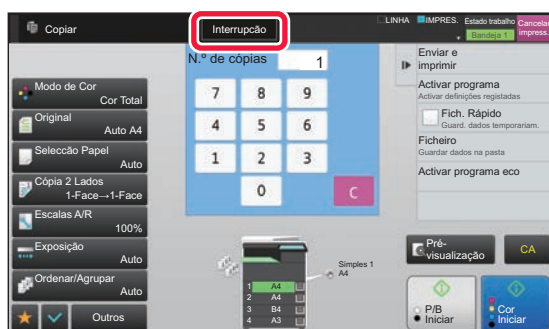 Copiar
Interrupcão
LINHA
IMPRES.
Estado trabalho
Bandeja 1
Cancelar
impress.
N.º de cópias
1
7 8 9
4 5 6
1 2 3
0 C
Modo de Cor
Cor Total
Original
Auto A4
Seleccão Papel
Auto
Cópia 2 Lados
1-Face→1-Face
Escalas A/R
100%
Exposição
Auto
Ordenar/Agrupar
Auto
Outros
Simples 1
A4
1 A4
2 A4
3 B4
4 A3
Enviar e
imprimir
Activar programa
Activar definições registadas
Fich. Rápido
Guard. dados temporariam.
Ficheiro
Guardar dados na pasta
Activar programa eco
Pré-
visualização
CA
P/B
Iniciar
Cor
Iniciar